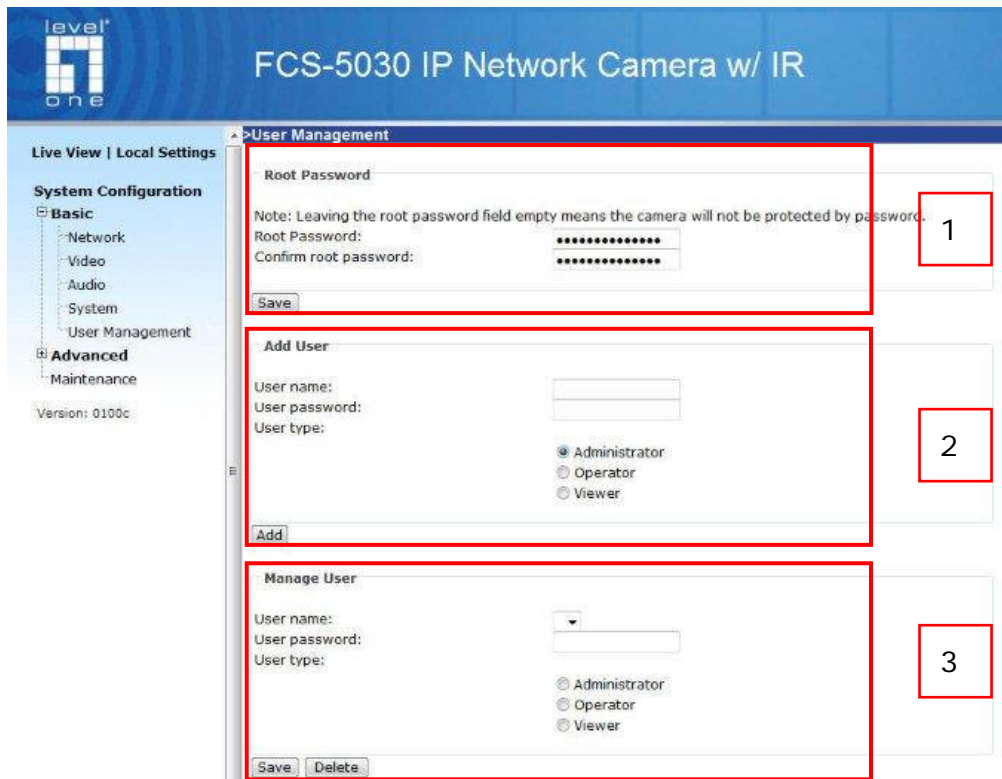 level
one
FCS-5030 IP Network Camera w/ IR
Live View | Local Settings
System Configuration
Basic
Network
Video
Audio
System
User Management
Advanced
Maintenance
Version: 0100c
>User Management
Root Password
Note: Leaving the root password field empty means the camera will not be protected by password.
Root Password: ••••••••••••••
Confirm root password: ••••••••••••••
Save
1
Add User
User name:
User password:
User type:
Administrator
Operator
Viewer
Add
2
Manage User
User name:
User password:
User type:
Administrator
Operator
Viewer
Save Delete
3